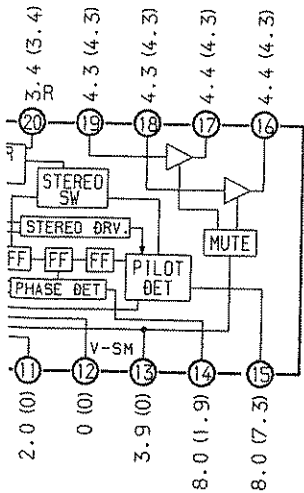 3.4 (3.4)
4.3 (4.3)
4.3 (4.3)
4.4 (4.3)
4.4 (4.3)
R
20
19
18
17
16
STEREO
SW
STEREO DRV.
MUTE
FF
FF
FF
PILOT
DET
PHASE DET
V-SM
11
12
13
14
15
2.0 (0)
0 (0)
3.9 (0)
8.0 (1.9)
8.0 (7.3)